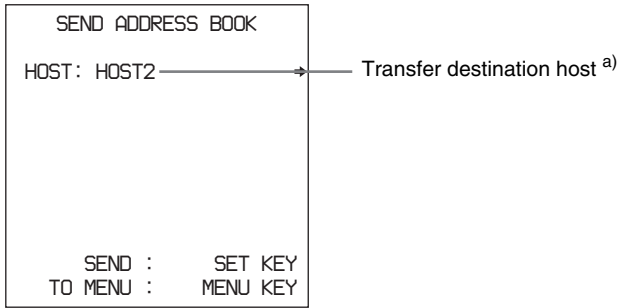 SEND ADDRESS BOOK
HOST: HOST2
Transfer destination host a)
SEND : SET KEY
TO MENU : MENU KEY